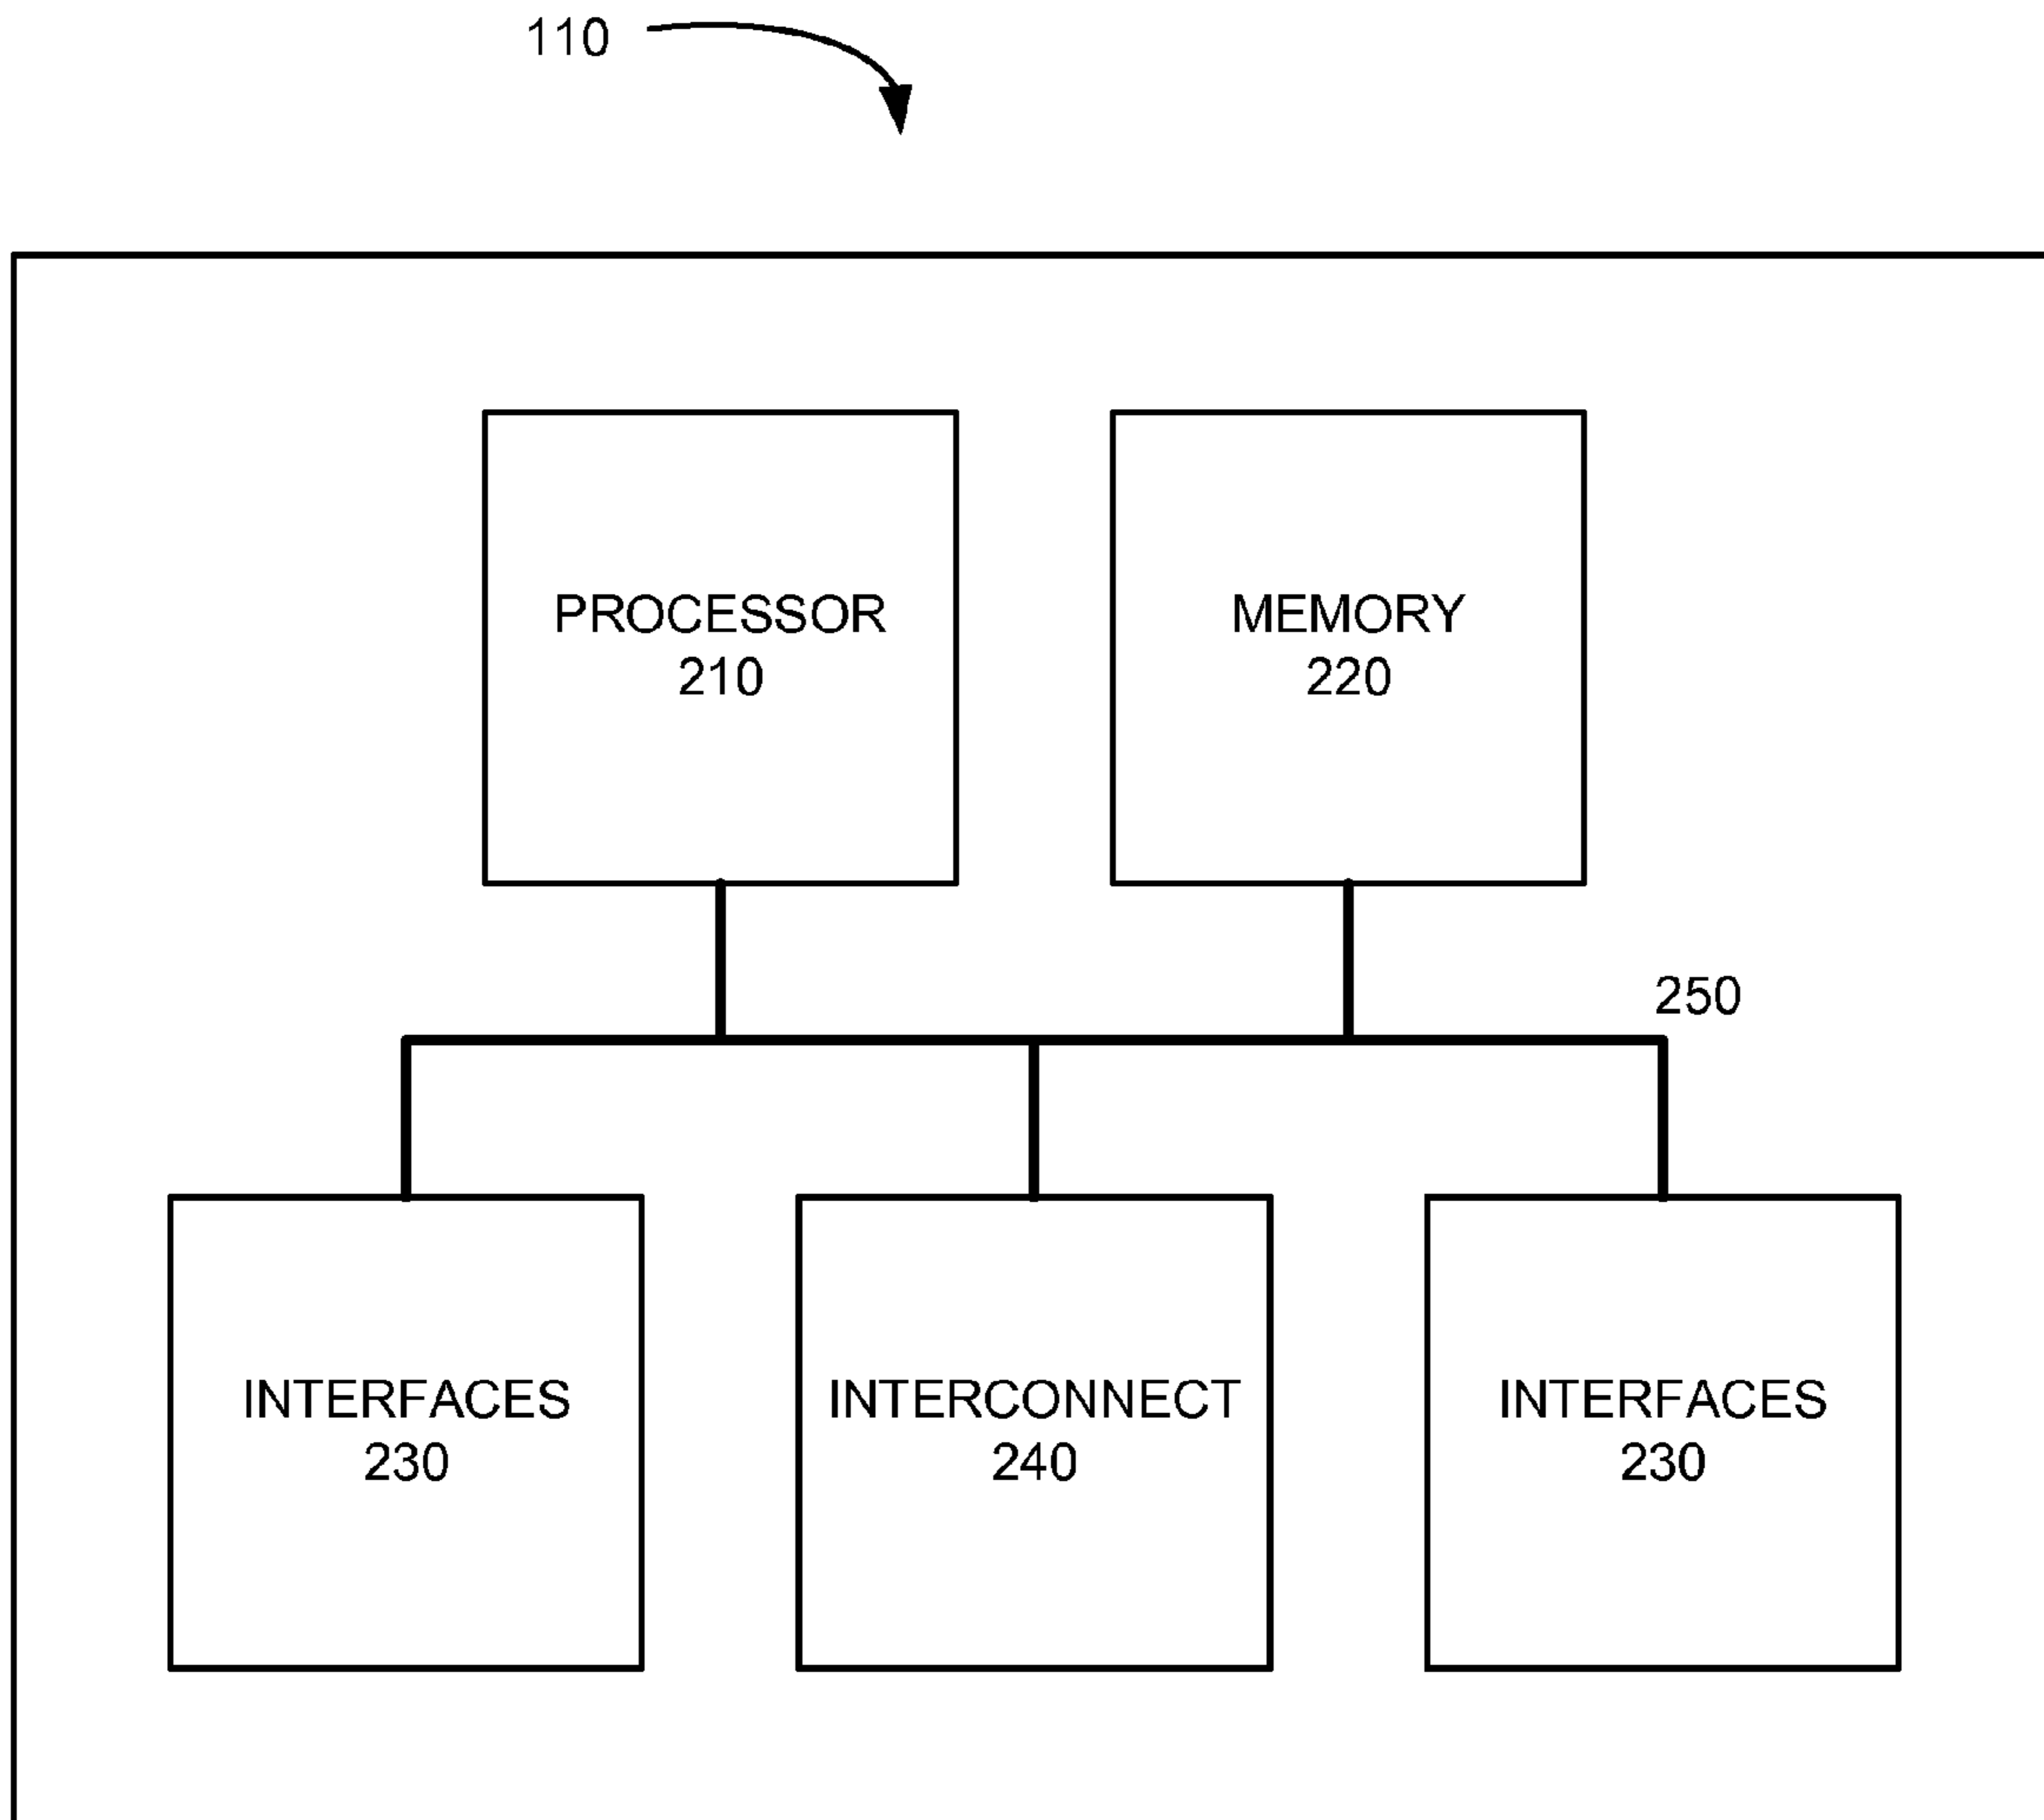 110
PROCESSOR
210
MEMORY
220
250
INTERFACES
230
INTERCONNECT
240
INTERFACES
230